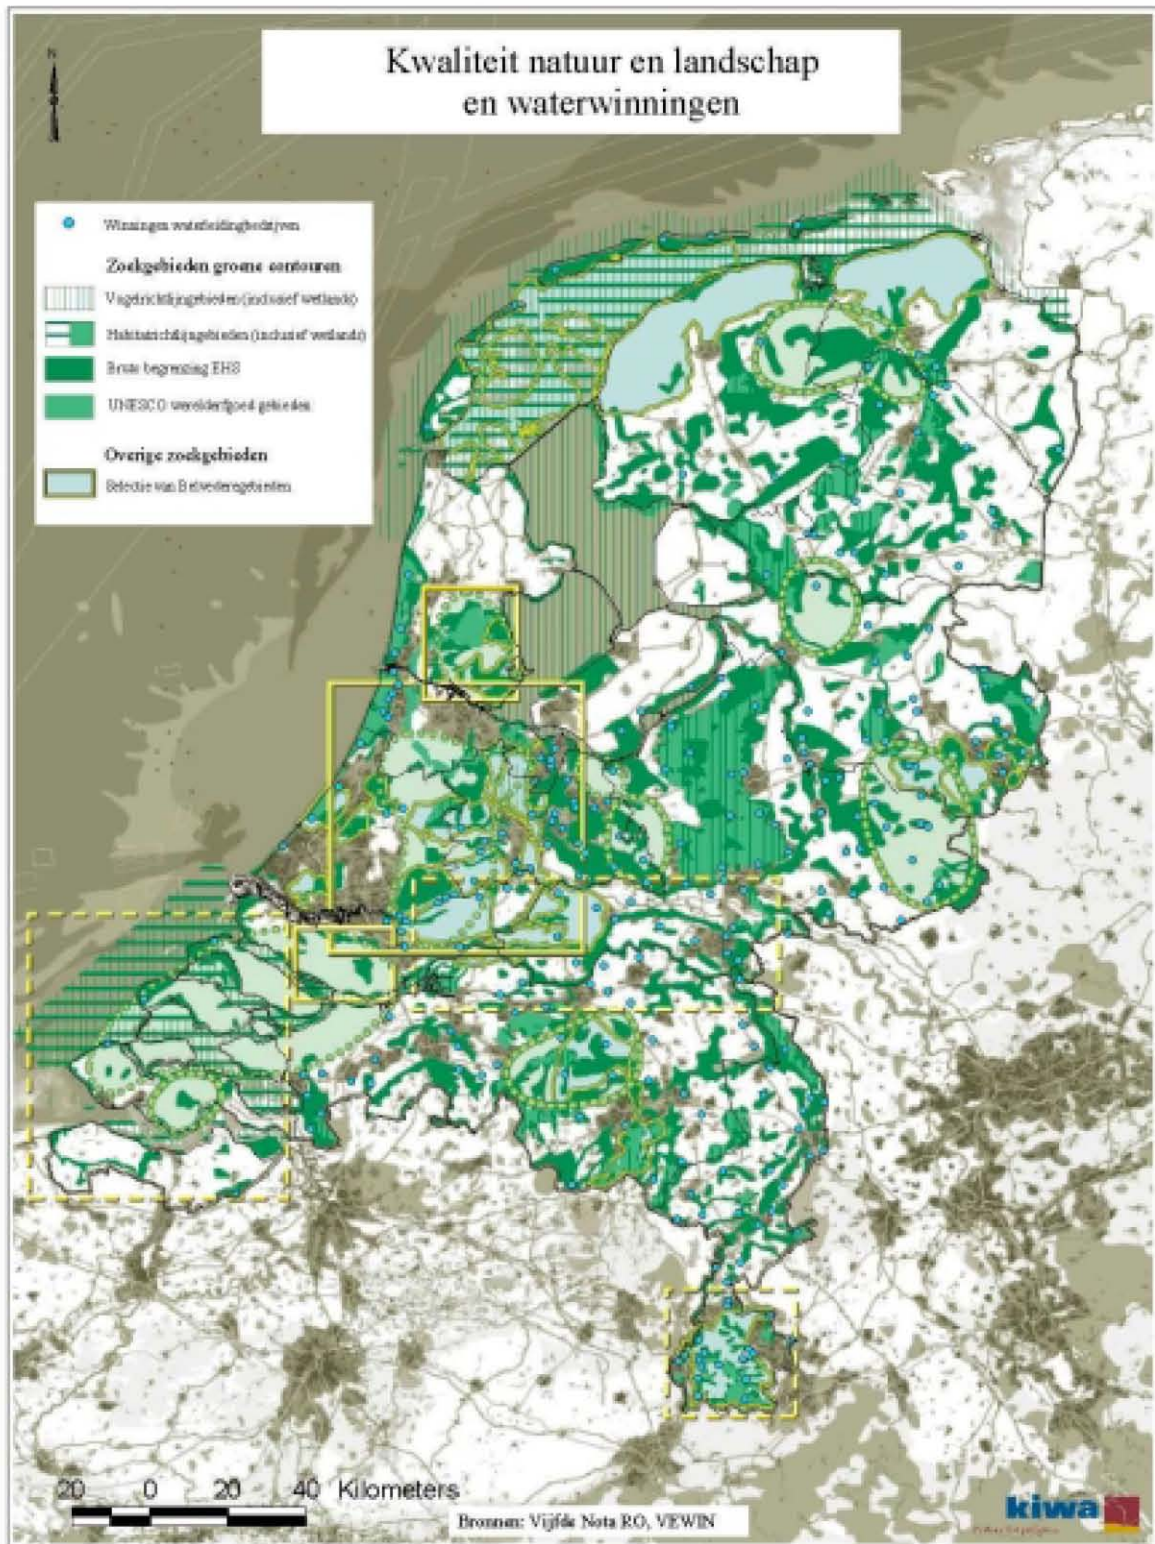 Kwaliteit natuur en landschap
en waterwinningen
N
Winningen waterleidingbedrijven
Zoekgebieden groene contouren
Vogelrichtlijngebieden (inclusief wetlands)
Habitatrichtlijngebieden (inclusief wetlands)
Bruto begrenzing EHS
UNESCO werelderfgoed gebieden
Overige zoekgebieden
Selectie van Belvederegebieden
20 0 20 40 Kilometers
Bronnen: Vijfde Nota RO, VEWIN
kiwa